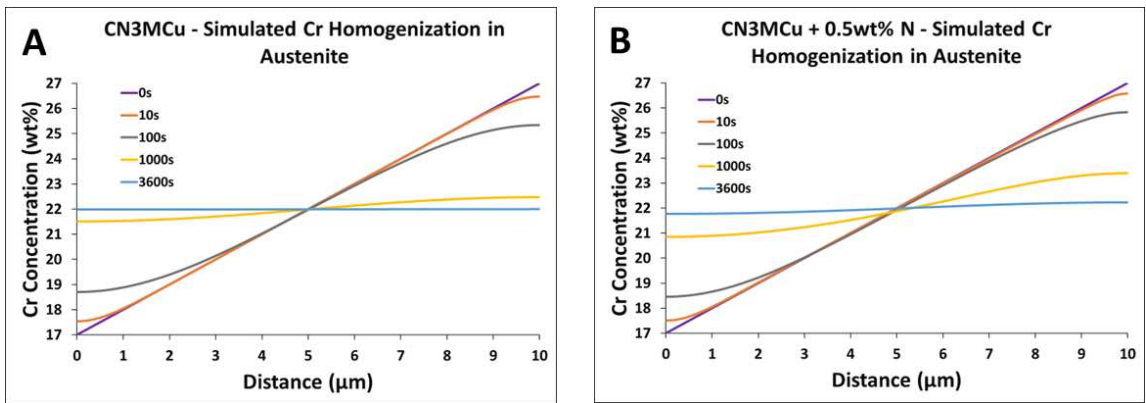 A
CN3MCu - Simulated Cr Homogenization in
Austenite
Cr Concentration (wt%)
27
26
25
24
23
22
21
20
19
18
17
0s
10s
100s
1000s
3600s
0 1 2 3 4 5 6 7 8 9 10
Distance (µm)
B
CN3MCu + 0.5wt% N - Simulated Cr
Homogenization in Austenite
Cr Concentration (wt%)
27
26
25
24
23
22
21
20
19
18
17
0s
10s
100s
1000s
3600s
0 1 2 3 4 5 6 7 8 9 10
Distance (µm)